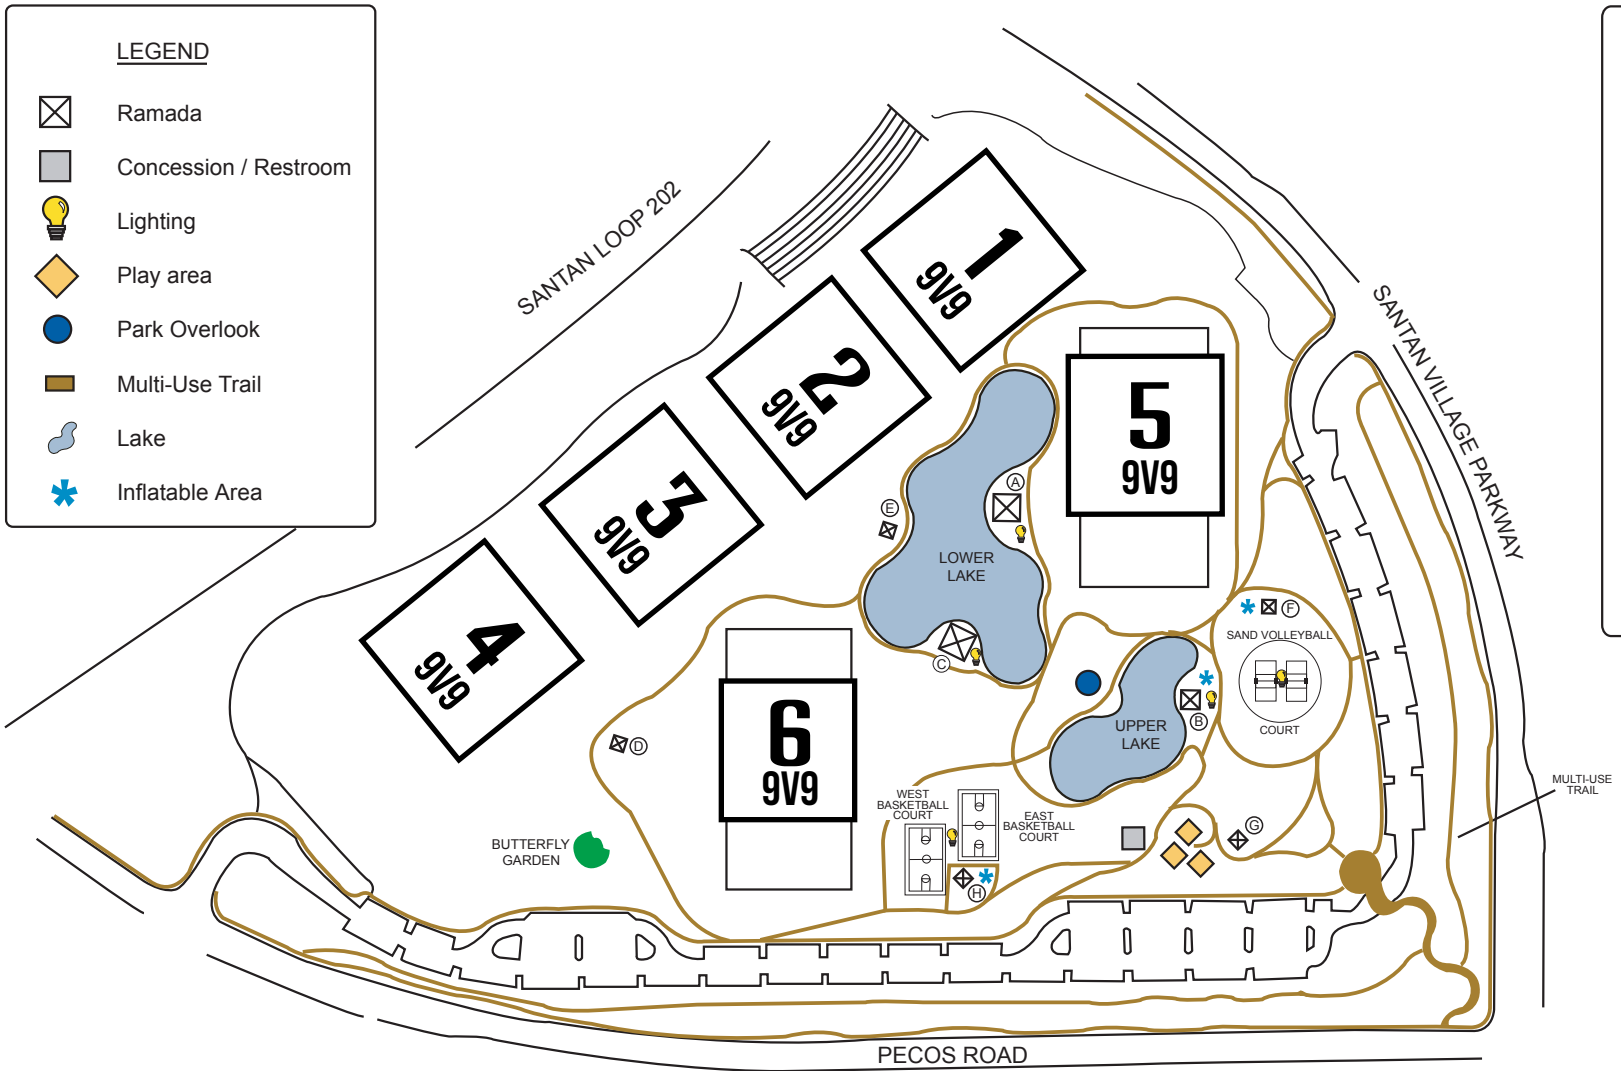 LEGEND
Ramada
Concession / Restroom
Lighting
Play area
Park Overlook
Multi-Use Trail
Lake
Inflatable Area
SANTAN LOOP 202
SANTAN VILLAGE PARKWAY
1
9V9
2
9V9
3
9V9
4
9V9
5
9V9
6
9V9
A
E
LOWER
LAKE
C
F
SAND VOLLEYBALL
COURT
B
UPPER
LAKE
D
WEST
BASKETBALL
COURT
EAST
BASKETBALL
COURT
G
H
BUTTERFLY
GARDEN
MULTI-USE
TRAIL
PECOS ROAD